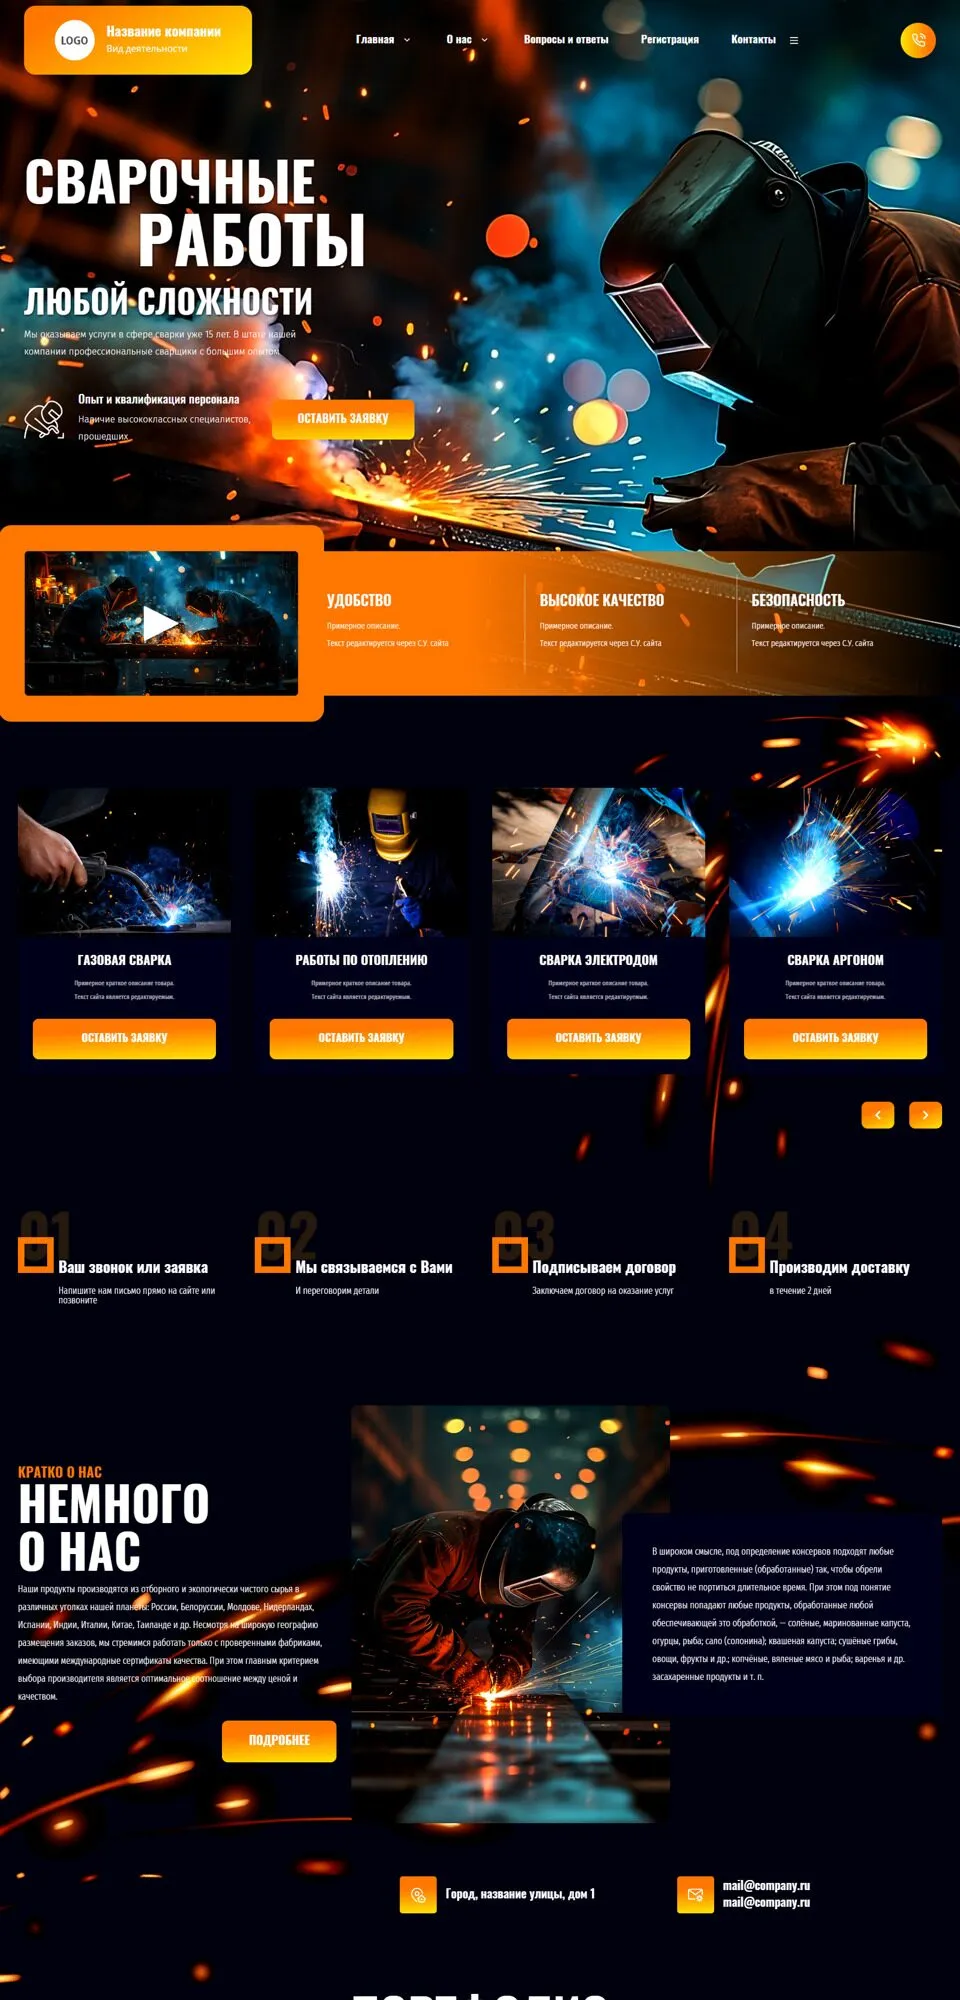 LOGO
Название компании
Вид деятельности
Главная
О нас
Вопросы и ответы
Регистрация
Контакты
СВАРОЧНЫЕ
РАБОТЫ
ЛЮБОЙ СЛОЖНОСТИ
Мы оказываем услуги в сфере сварки уже 15 лет. В штате нашей
компании профессиональные сварщики с большим опытом
Опыт и квалификация персонала
Наличие высококлассных специалистов,
прошедших
ОСТАВИТЬ ЗАЯВКУ
УДОБСТВО
Примерное описание.
Текст редактируется через С.У. сайта
ВЫСОКОЕ КАЧЕСТВО
Примерное описание.
Текст редактируется через С.У. сайта
БЕЗОПАСНОСТЬ
Примерное описание.
Текст редактируется через С.У. сайта
ГАЗОВАЯ СВАРКА
Примерное краткое описание товара.
Текст сайта является редактируемым.
ОСТАВИТЬ ЗАЯВКУ
РАБОТЫ ПО ОТОПЛЕНИЮ
Примерное краткое описание товара.
Текст сайта является редактируемым.
ОСТАВИТЬ ЗАЯВКУ
СВАРКА ЭЛЕКТРОДОМ
Примерное краткое описание товара.
Текст сайта является редактируемым.
ОСТАВИТЬ ЗАЯВКУ
СВАРКА АРГОНОМ
Примерное краткое описание товара.
Текст сайта является редактируемым.
ОСТАВИТЬ ЗАЯВКУ
01
Ваш звонок или заявка
Напишите нам письмо прямо на сайте или
позвоните
02
Мы связываемся с Вами
И переговорим детали
03
Подписываем договор
Заключаем договор на оказание услуг
04
Производим доставку
в течение 2 дней
КРАТКО О НАС
НЕМНОГО
О НАС
Наши продукты производятся из отборного и экологически чистого сырья в
различных уголках нашей планеты: России, Белоруссии, Молдове, Нидерландах,
Испании, Индии, Италии, Китае, Таиланде и др. Несмотря на широкую географию
размещения заказов, мы стремимся работать только с проверенными фабриками,
имеющими международные сертификаты качества. При этом главным критерием
выбора производителя является оптимальное соотношение между ценой и
качеством.
ПОДРОБНЕЕ
В широком смысле, под определение консервов подходят любые
продукты, приготовленные (обработанные) так, чтобы обрели
свойство не портиться длительное время. При этом под понятие
консервы попадают любые продукты, обработанные любой
обеспечивающей это обработкой, — солёные, маринованные капуста,
огурцы, рыба; сало (солонина); квашеная капуста; сушёные грибы,
овощи, фрукты и др.; копчёные, вяленые мясо и рыба; варенья и др.
засахаренные продукты и т. п.
Город, название улицы, дом 1
mail@company.ru
mail@company.ru